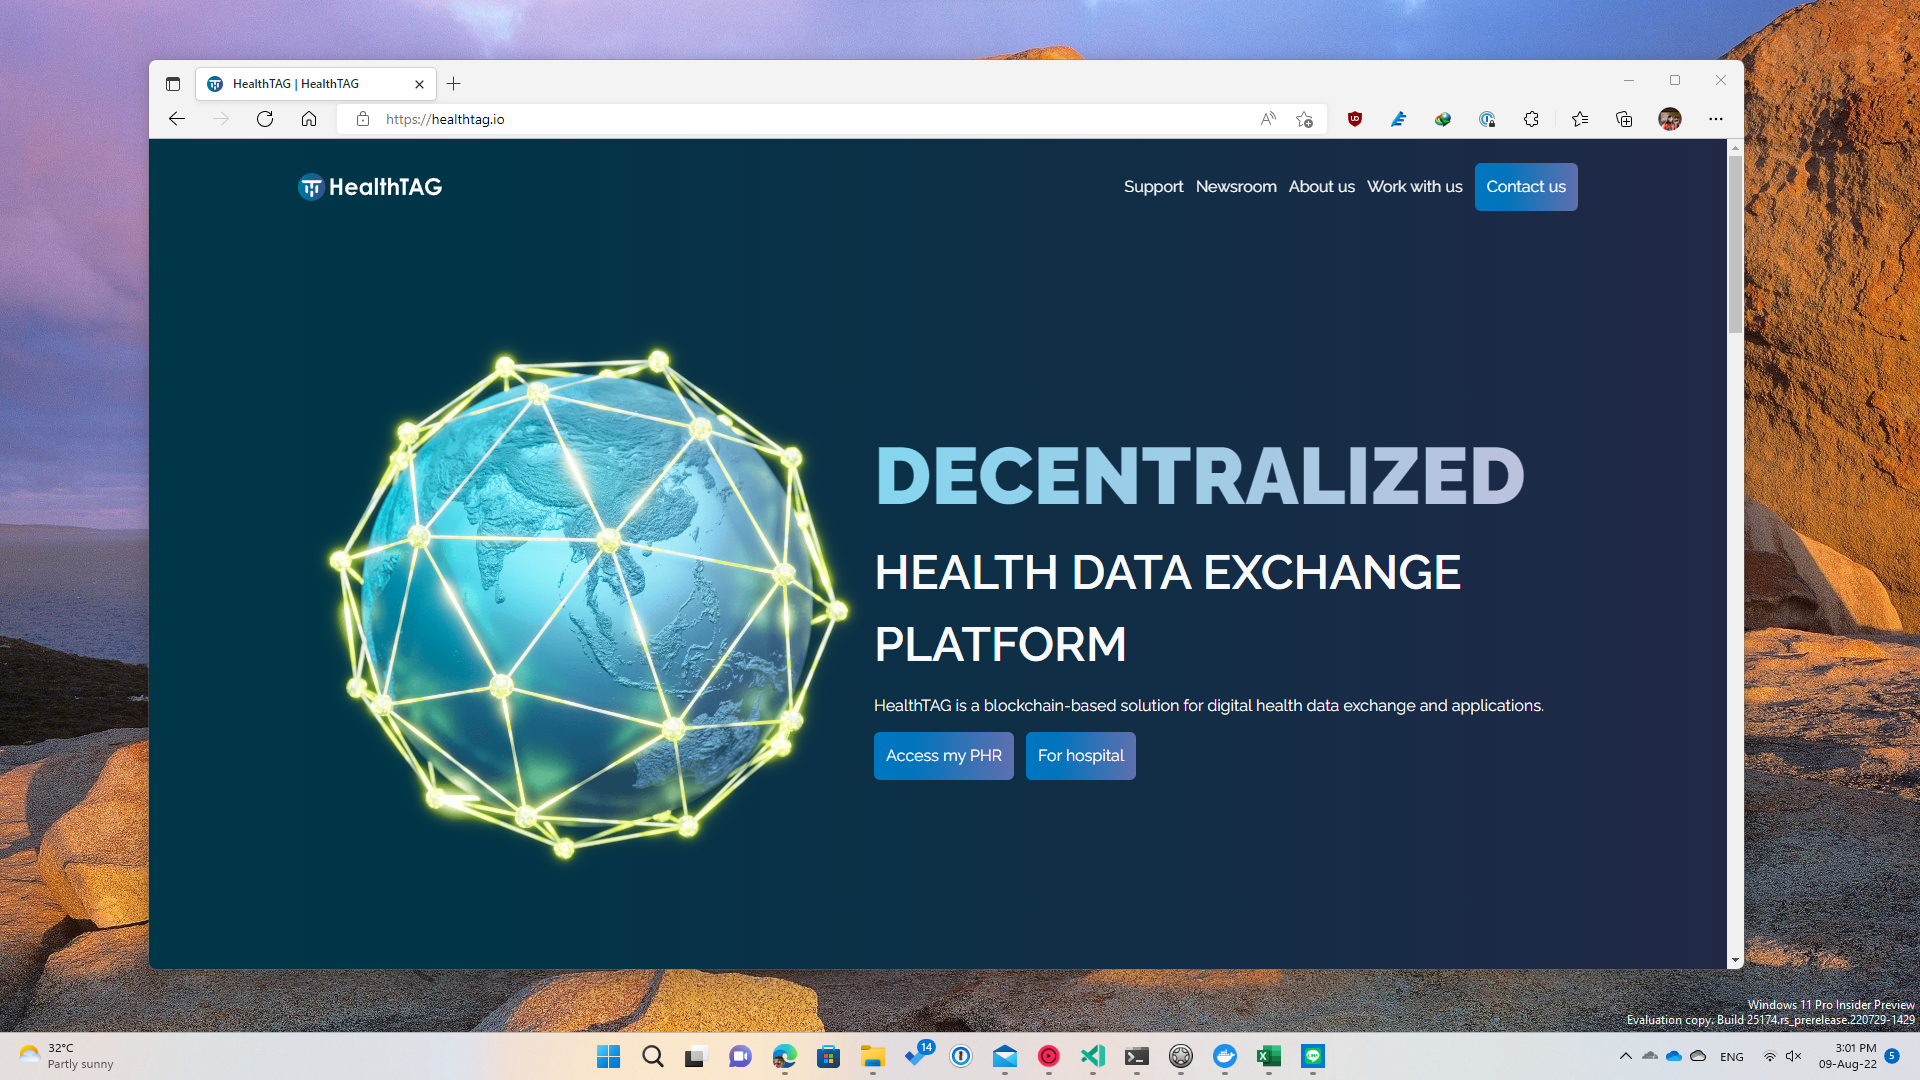 HealthTAG | HealthTAG
https://healthtag.io
HealthTAG
Support Newsroom About us Work with us Contact us
DECENTRALIZED
HEALTH DATA EXCHANGE
PLATFORM
HealthTAG is a blockchain-based solution for digital health data exchange and applications.
Access my PHR For hospital
Windows 11 Pro Insider Preview
Evaluation copy. Build 25174.rs_prerelease.220729-1429
32°C
Partly sunny
14
ENG
3:01 PM
09-Aug-22
5